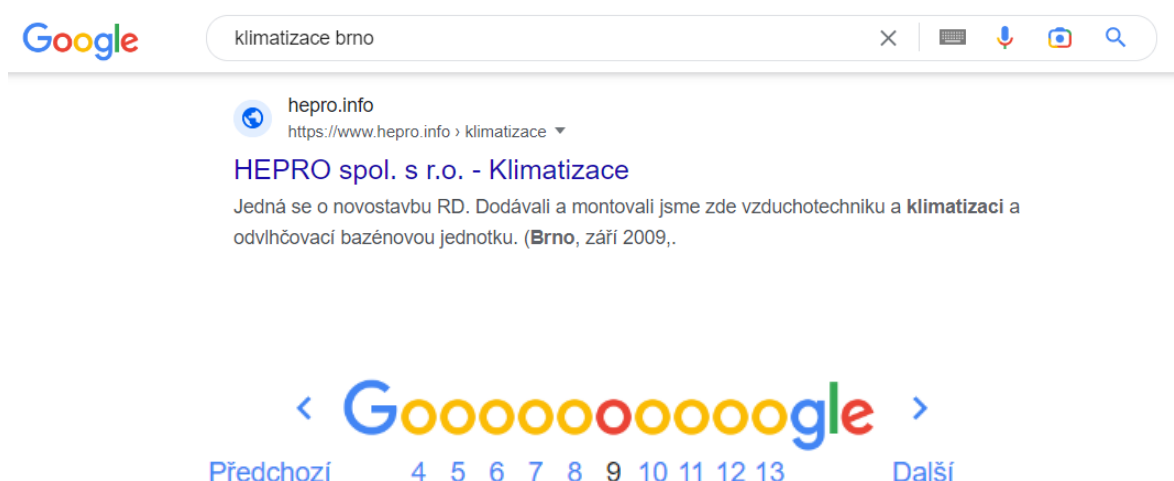 Google klimatizace brno
hepro.info
https://www.hepro.info › klimatizace
HEPRO spol. s r.o. - Klimatizace
Jedná se o novostavbu RD. Dodávali a montovali jsme zde vzduchotechniku a klimatizaci a
odvlhčovací bazénovou jednotku. (Brno, září 2009,.
< Goooooooooogle >
Předchozí 4 5 6 7 8 9 10 11 12 13 Další